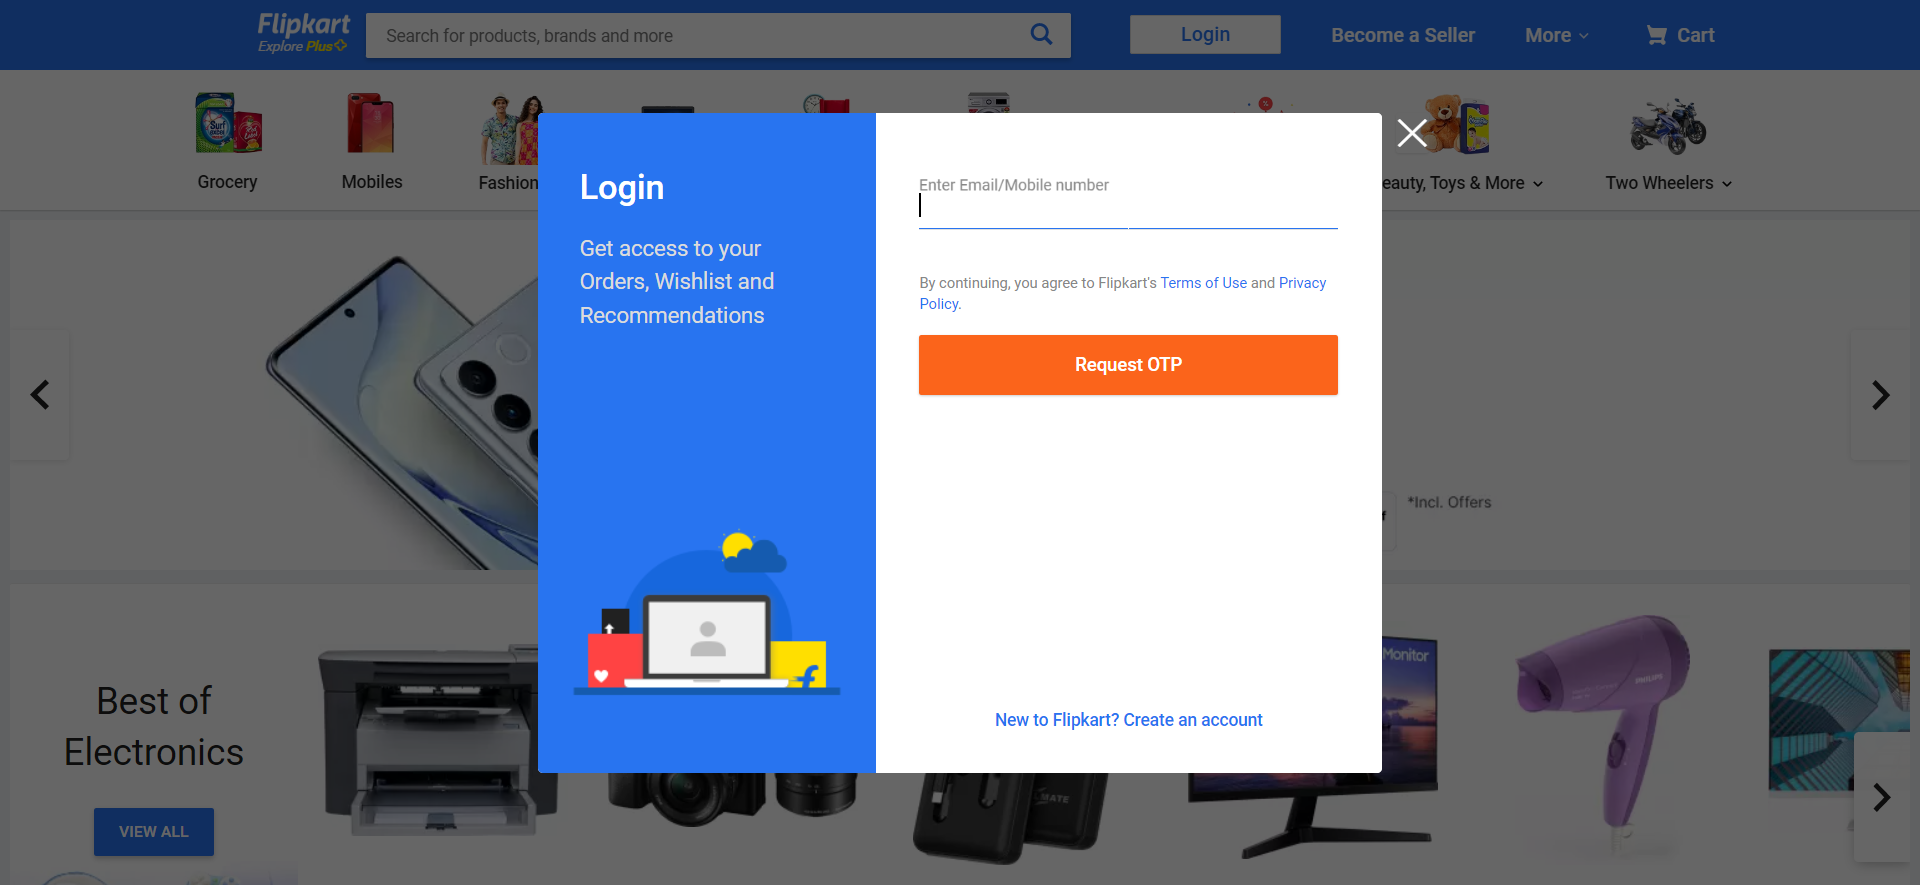 Flipkart
Explore Plus
Search for products, brands and more
Login
Become a Seller
More
Cart
Surf
Grocery
Mobiles
Fashion
eauty, Toys & More
Two Wheelers
Login
Get access to your
Orders, Wishlist and
Recommendations
Enter Email/Mobile number
By continuing, you agree to Flipkart's Terms of Use and Privacy
Policy.
Request OTP
New to Flipkart? Create an account
*Incl. Offers
Best of
Electronics
VIEW ALL
MATE
Monitor
PHILIPS